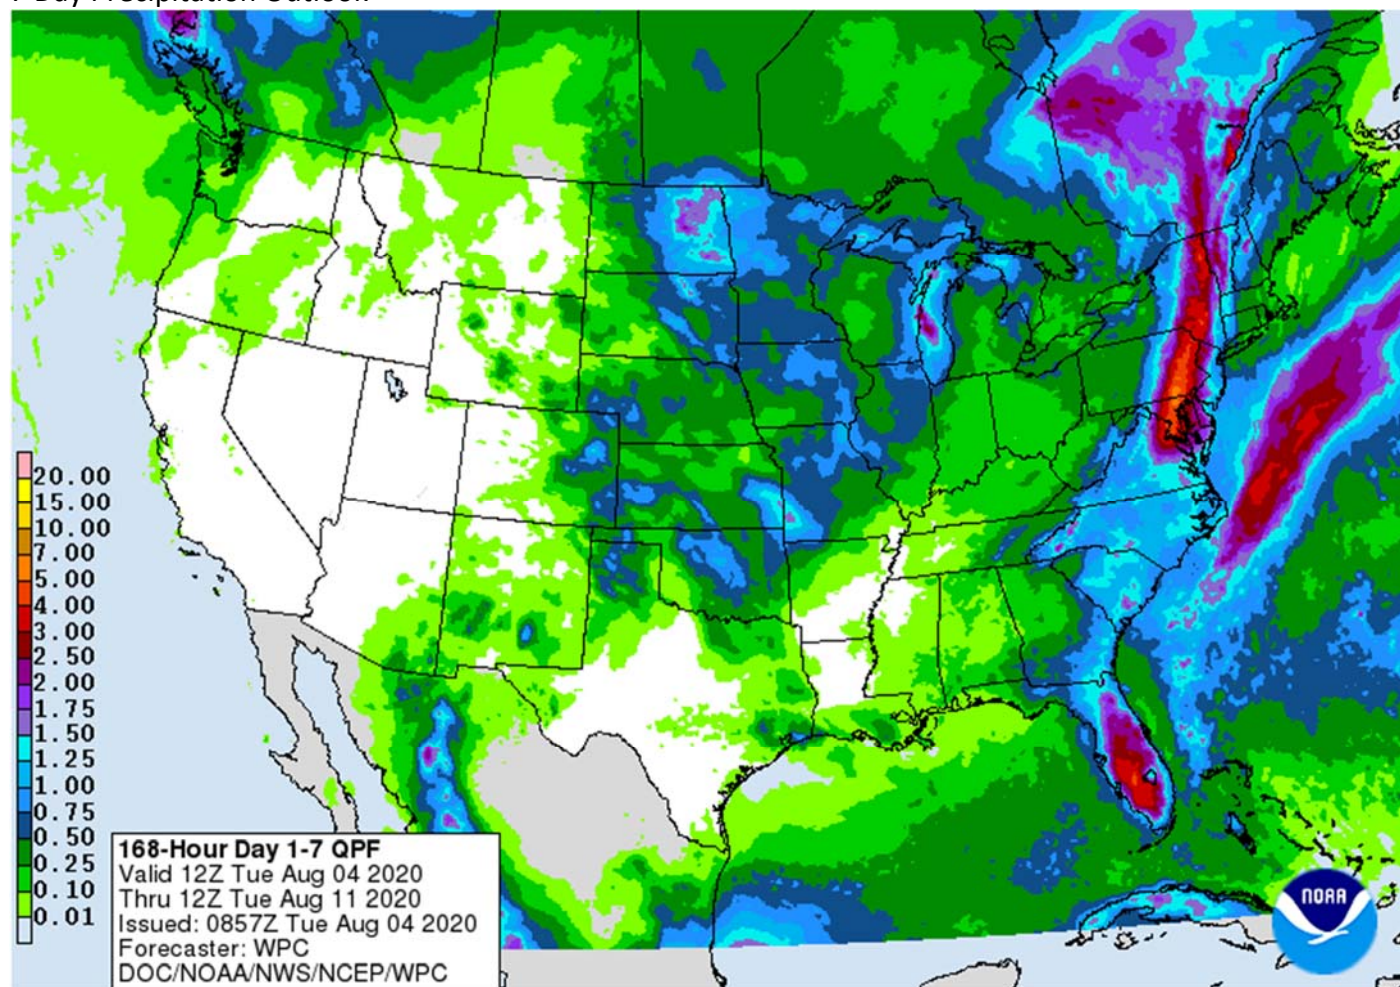 7 Day Precipitation Outlook
20.00
15.00
10.00
7.00
5.00
4.00
3.00
2.50
2.00
1.75
1.50
1.25
1.00
0.75
0.50
0.25
0.10
0.01
168-Hour Day 1-7 QPF
Valid 12Z Tue Aug 04 2020
Thru 12Z Tue Aug 11 2020
Issued: 0857Z Tue Aug 04 2020
Forecaster: WPC
DOC/NOAA/NWS/NCEP/WPC
NOAA